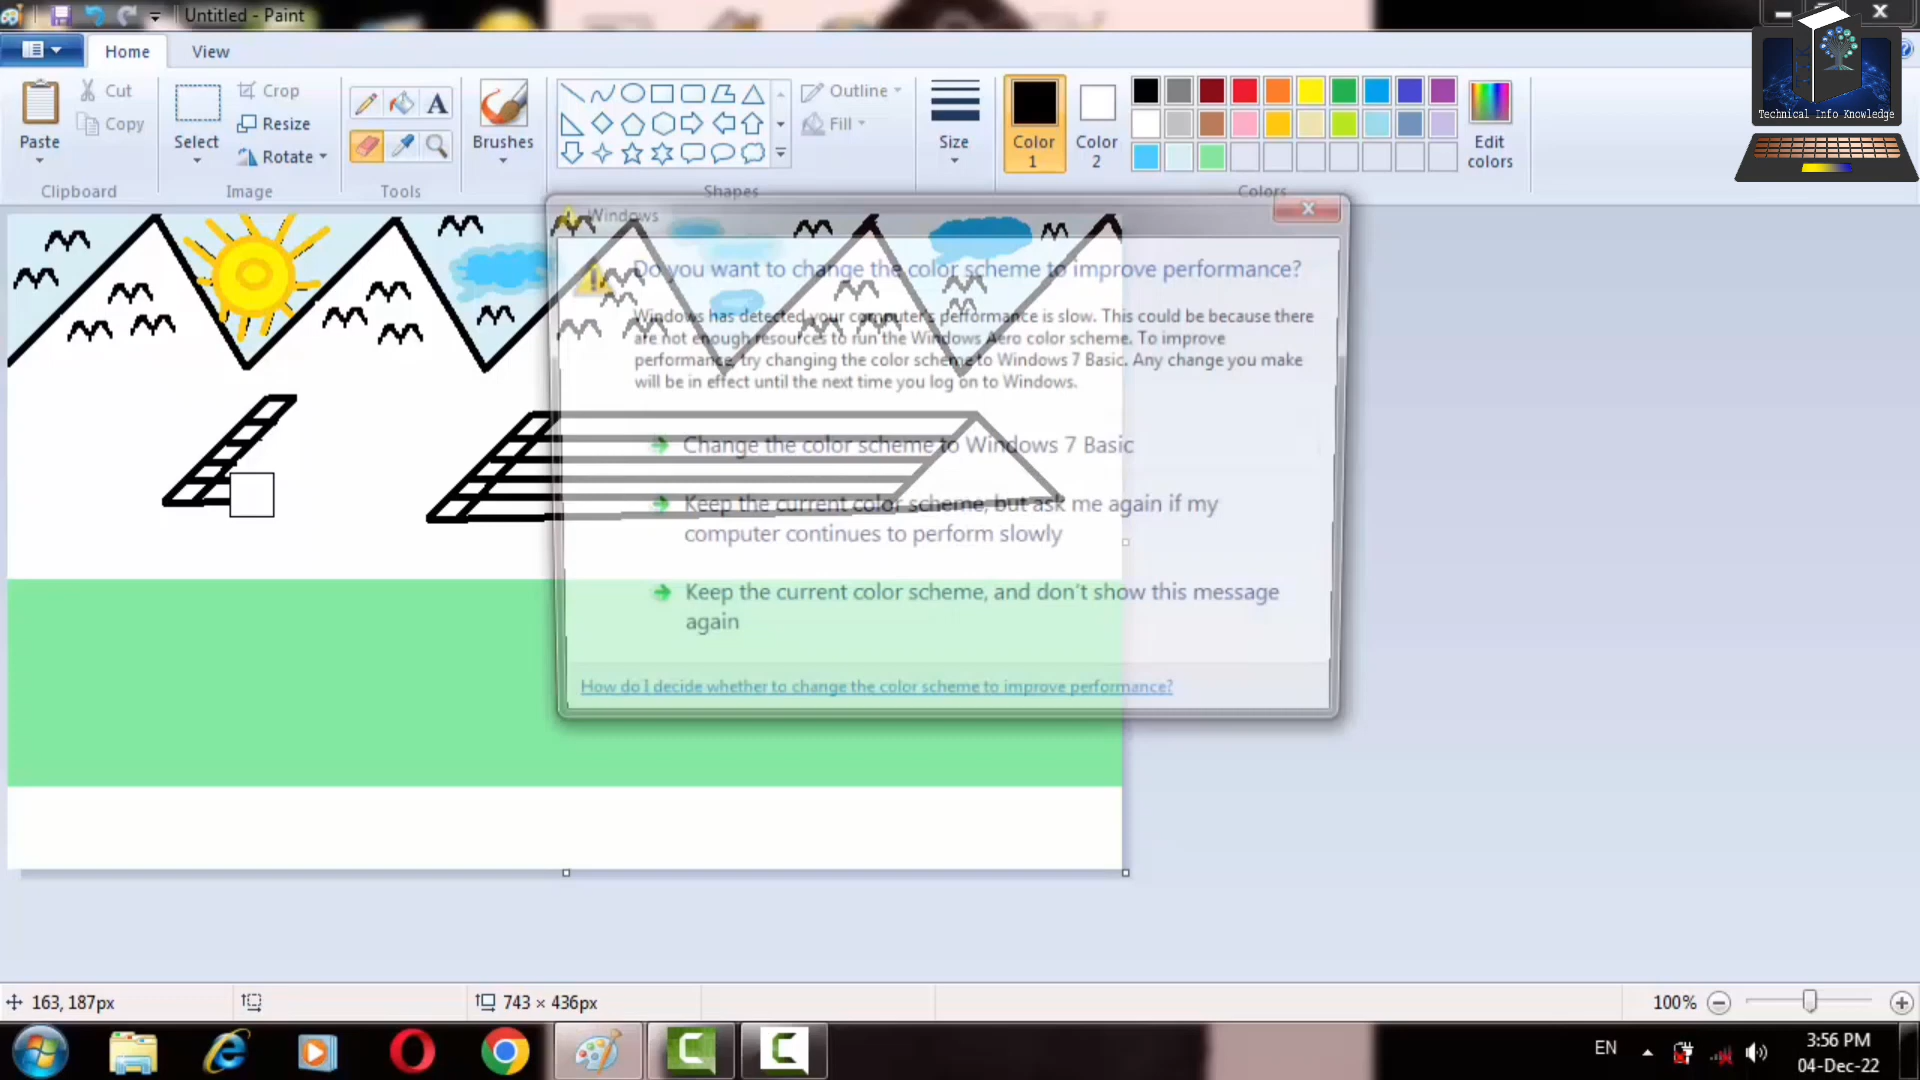 Untitled - Paint
Home
View
Paste
Cut
Copy
Clipboard
Select
Crop
Resize
Rotate
Image
A
Tools
Brushes
Outline
Fill
Shapes
Size
Color
1
Color
2
Edit
colors
Colors
Technical Info Knowledge
Windows
Do you want to change the color scheme to improve performance?
Windows has detected your computer's performance is slow. This could be because there
are not enough resources to run the Windows Aero color scheme. To improve
performance, try changing the color scheme to Windows 7 Basic. Any change you make
will be in effect until the next time you log on to Windows.
Change the color scheme to Windows 7 Basic
Keep the current color scheme, but ask me again if my
computer continues to perform slowly
Keep the current color scheme, and don't show this message
again
How do I decide whether to change the color scheme to improve performance?
163, 187px
743 × 436px
100%
EN
3:56 PM
04-Dec-22